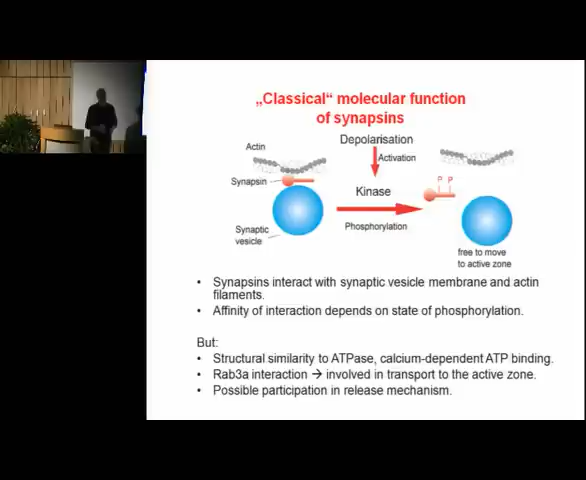 „Classical“ molecular function
of synapsins
Depolarisation
Actin
Activation
Synapsin
Kinase
P P
Synaptic
vesicle
Phosphorylation
free to move
to active zone
• Synapsins interact with synaptic vesicle membrane and actin
filaments.
• Affinity of interaction depends on state of phosphorylation.
But:
• Structural similarity to ATPase, calcium-dependent ATP binding.
• Rab3a interaction → involved in transport to the active zone.
• Possible participation in release mechanism.